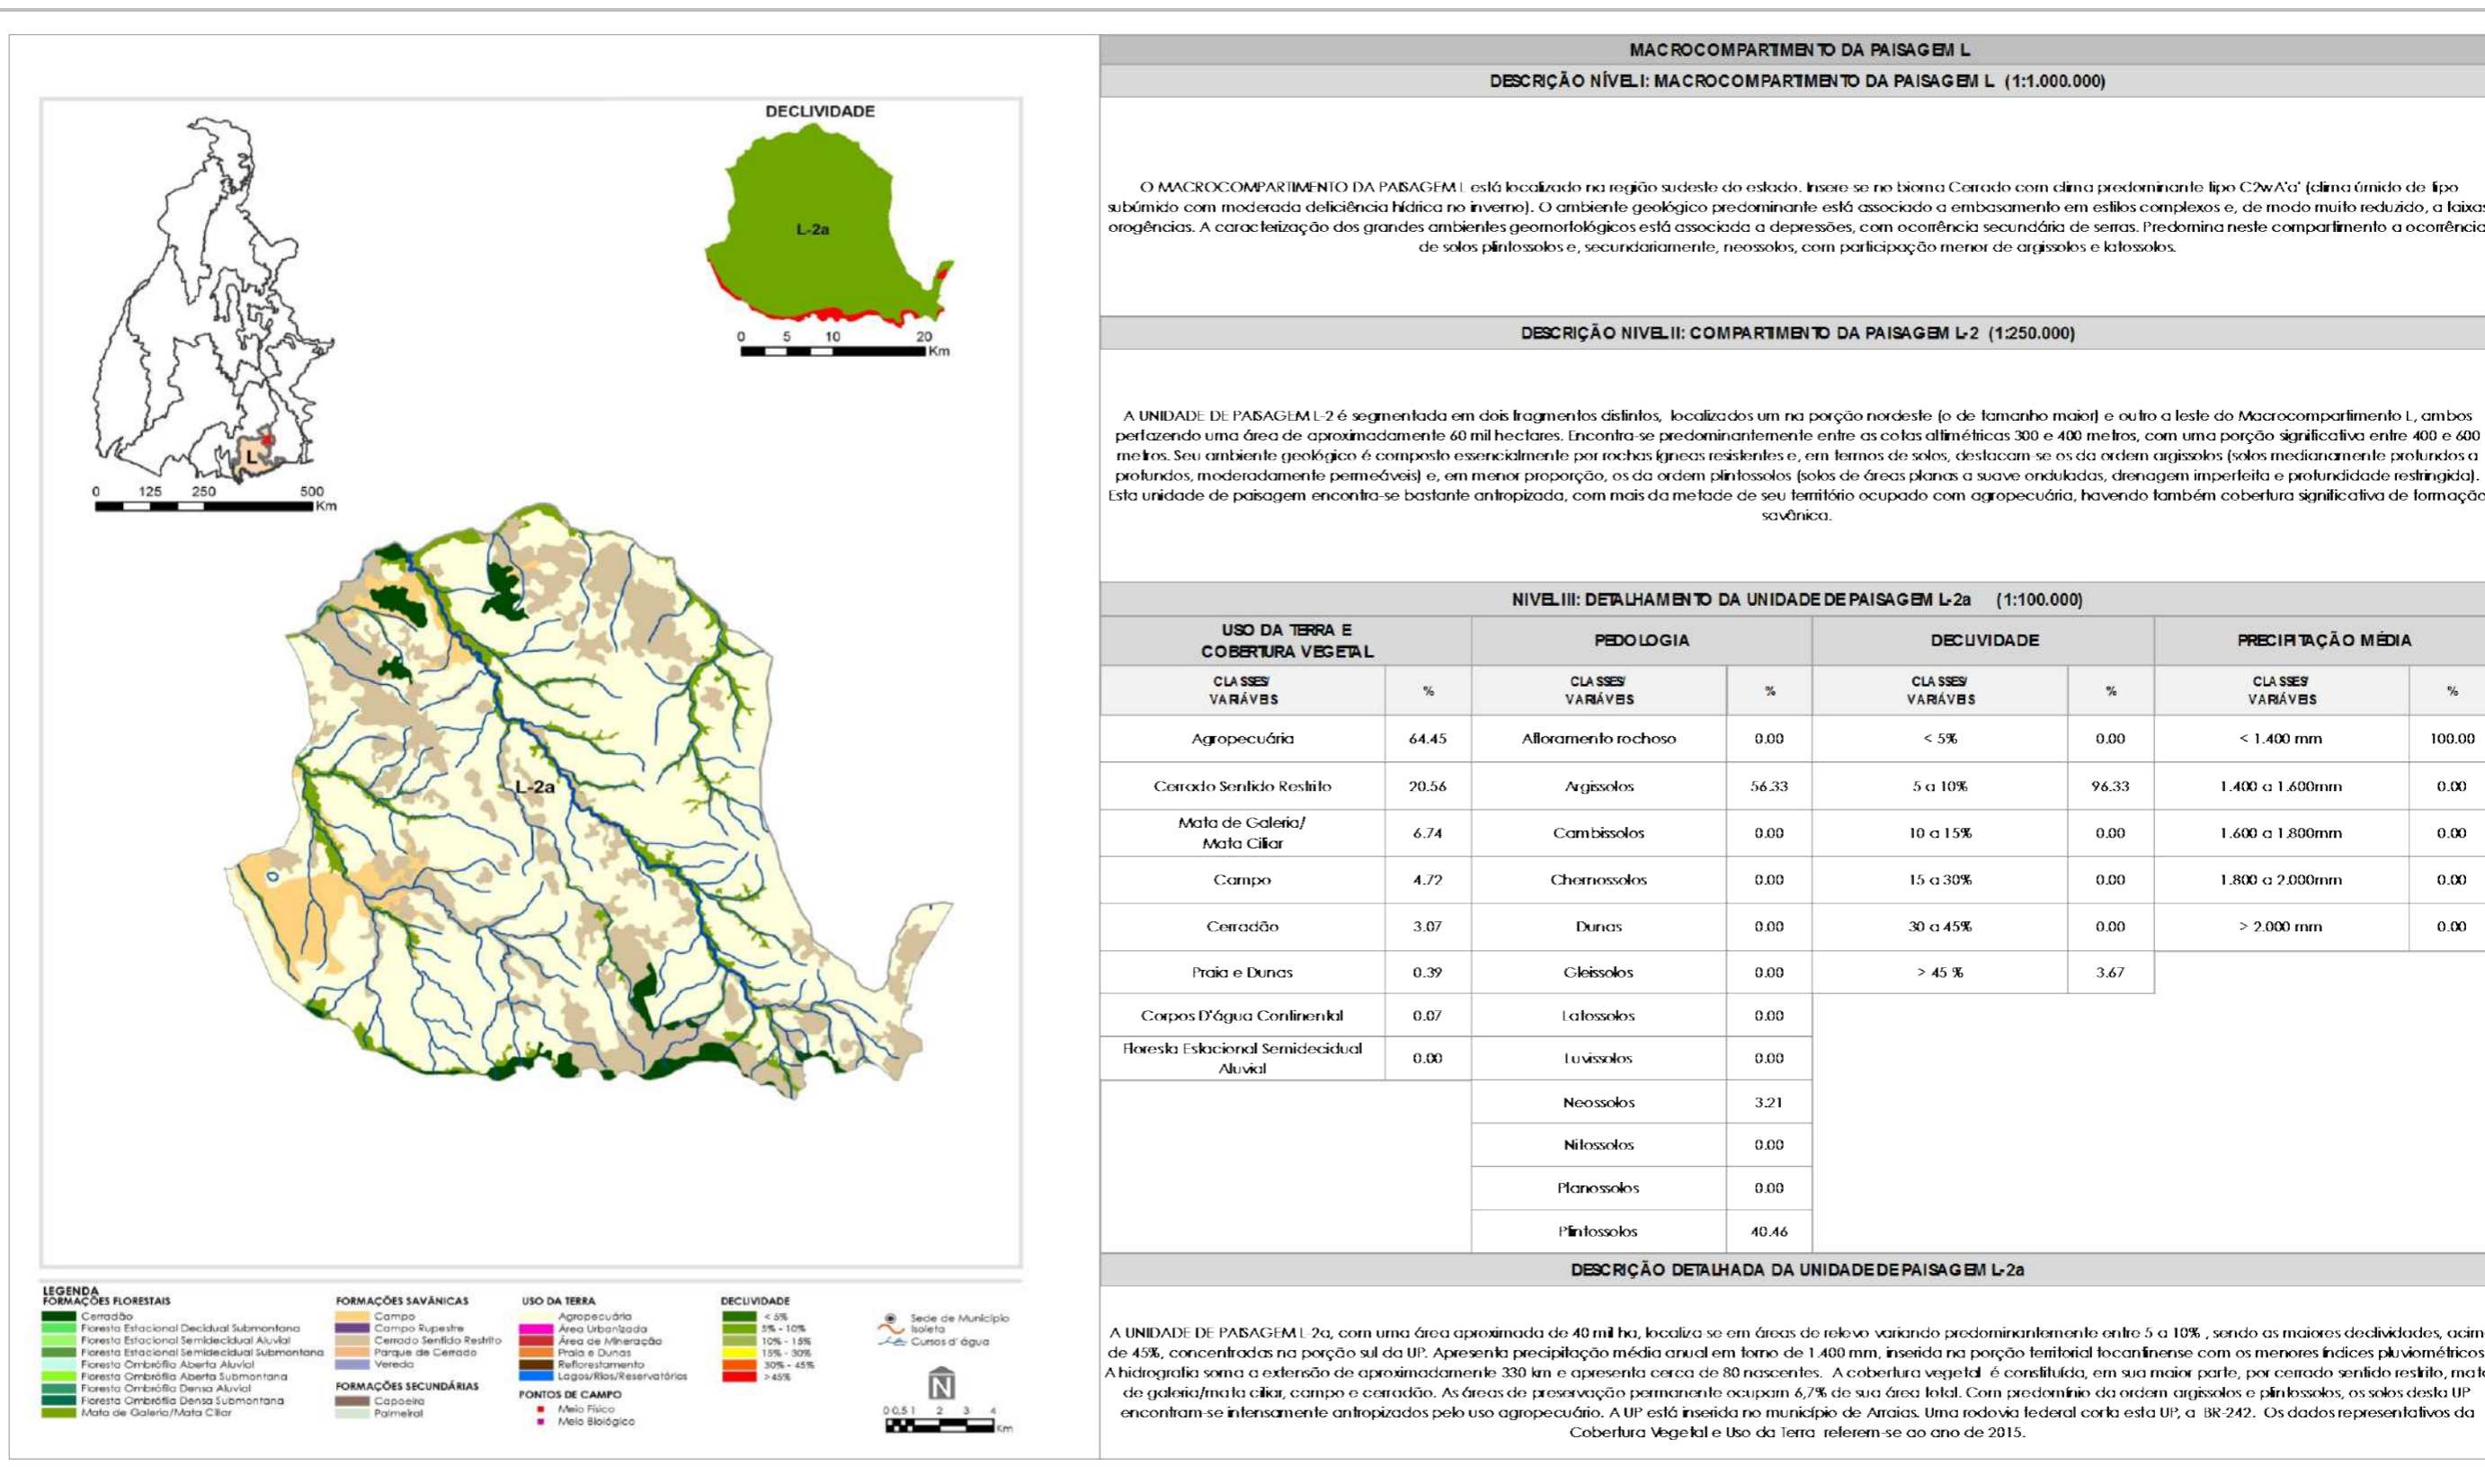 DECLIVIDADE
L-2a
0 5 10 20
Km
L
0 125 250 500
Km
L-2a
LEGENDA
FORMAÇÕES FLORESTAIS
Cerradão
Floresta Estacional Decidual Submontana
Floresta Estacional Semidecidual Aluvial
Floresta Estacional Semidecidual Submontana
Floresta Ombrófila Aberta Aluvial
Floresta Ombrófila Aberta Submontana
Floresta Ombrófila Densa Aluvial
Floresta Ombrófila Densa Submontana
Mata de Galeria/Mata Ciliar
FORMAÇÕES SAVÂNICAS
Campo
Campo Rupestre
Cerrado Sentido Restrito
Parque de Cerrado
Vereda
FORMAÇÕES SECUNDÁRIAS
Capoeira
Palmeiral
USO DA TERRA
Agropecuária
Área Urbanizada
Área de Mineração
Praia e Dunas
Reflorestamento
Lagos/Rios/Reservatórios
PONTOS DE CAMPO
Meio Físico
Meio Biológico
DECLIVIDADE
< 5%
5% - 10%
10% - 15%
15% - 30%
30% - 45%
>45%
Sede de Município
Isoieta
Cursos d' água
N
0 0,5 1 2 3 4
Km
MACROCOMPARTIMENTO DA PAISAGEM L
DESCRIÇÃO NÍVEL I: MACROCOMPARTIMENTO DA PAISAGEM L (1:1.000.000)
O MACROCOMPARTIMENTO DA PAISAGEM L está localizado na região sudeste do estado. Insere-se no bioma Cerrado com clima predominante tipo C2wA'a' (clima úmido de tipo
subúmido com moderada deficiência hídrica no inverno). O ambiente geológico predominante está associado a embasamento em estilos complexos e, de modo muito reduzido, a faixas
orogências. A caracterização dos grandes ambientes geomorfológicos está associada a depressões, com ocorrência secundária de serras. Predomina neste compartimento a ocorrência
de solos plintossolos e, secundariamente, neossolos, com participação menor de argissolos e latossolos.
DESCRIÇÃO NIVEL II: COMPARTIMENTO DA PAISAGEM L-2 (1:250.000)
A UNIDADE DE PAISAGEM L-2 é segmentada em dois fragmentos distintos, localizados um na porção nordeste (o de tamanho maior) e outro a leste do Macrocompartimento L, ambos
perfazendo uma área de aproximadamente 60 mil hectares. Encontra-se predominantemente entre as cotas altimétricas 300 e 400 metros, com uma porção significativa entre 400 e 600
metros. Seu ambiente geológico é composto essencialmente por rochas ígneas resistentes e, em termos de solos, destacam-se os da ordem argissolos (solos medianamente profundos a
profundos, moderadamente permeáveis) e, em menor proporção, os da ordem plintossolos (solos de áreas planas a suave onduladas, drenagem imperfeita e profundidade restringida).
Esta unidade de paisagem encontra-se bastante antropizada, com mais da metade de seu território ocupado com agropecuária, havendo também cobertura significativa de formação
savânica.
NIVEL III: DETALHAMENTO DA UNIDADE DE PAISAGEM L-2a (1:100.000)
USO DA TERRA E COBERTURA VEGETAL PEDOLOGIA DECLIVIDADE PRECIPITAÇÃO MÉDIA
CLASSES/ VARIÁVEIS % CLASSES/ VARIÁVEIS % CLASSES/ VARIÁVEIS % CLASSES/ VARIÁVEIS %
Agropecuária 64.45 Afloramento rochoso 0.00 < 5% 0.00 < 1.400 mm 100.00
Cerrado Sentido Restrito 20.56 Argissolos 56.33 5 a 10% 96.33 1.400 a 1.600mm 0.00
Mata de Galeria/ Mata Ciliar 6.74 Cambissolos 0.00 10 a 15% 0.00 1.600 a 1.800mm 0.00
Campo 4.72 Chernossolos 0.00 15 a 30% 0.00 1.800 a 2.000mm 0.00
Cerradão 3.07 Dunas 0.00 30 a 45% 0.00 > 2.000 mm 0.00
Praia e Dunas 0.39 Gleissolos 0.00 > 45 % 3.67
Corpos D'água Continental 0.07 Latossolos 0.00
Floresta Estacional Semidecidual Aluvial 0.00 Luvissolos 0.00
Neossolos 3.21
Nitossolos 0.00
Planossolos 0.00
Plintossolos 40.46
DESCRIÇÃO DETALHADA DA UNIDADE DE PAISAGEM L-2a
A UNIDADE DE PAISAGEM L-2a, com uma área aproximada de 40 mil ha, localiza-se em áreas de relevo variando predominantemente entre 5 a 10% , sendo as maiores declividades, acim
de 45%, concentradas na porção sul da UP. Apresenta precipitação média anual em torno de 1.400 mm, inserida na porção territorial tocantinense com os menores índices pluviométricos
A hidrografia soma a extensão de aproximadamente 330 km e apresenta cerca de 80 nascentes. A cobertura vegetal é constituída, em sua maior parte, por cerrado sentido restrito, mat
de galeria/mata ciliar, campo e cerradão. As áreas de preservação permanente ocupam 6,7% de sua área total. Com predomínio da ordem argissolos e plintossolos, os solos desta UP
encontram-se intensamente antropizados pelo uso agropecuário. A UP está inserida no município de Arraias. Uma rodovia federal corta esta UP, a BR-242. Os dados representativos da
Cobertura Vegetal e Uso da Terra referem-se ao ano de 2015.